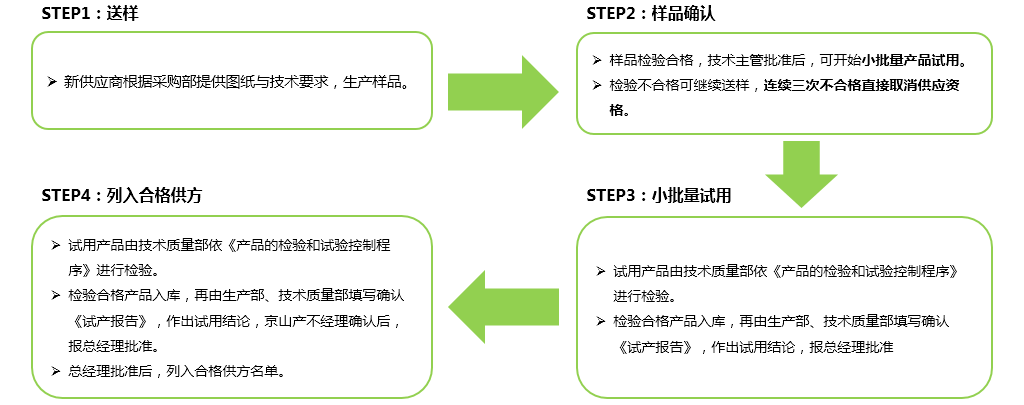 STEP1：送样
➢ 新供应商根据采购部提供图纸与技术要求，生产样品。
STEP2：样品确认
➢ 样品检验合格，技术主管批准后，可开始小批量产品试用。
➢ 检验不合格可继续送样，连续三次不合格直接取消供应资
格。
STEP3：小批量试用
➢ 试用产品由技术质量部依《产品的检验和试验控制程序》
进行检验。
➢ 检验合格产品入库，再由生产部、技术质量部填写确认
《试产报告》，作出试用结论，报总经理批准
STEP4：列入合格供方
➢ 试用产品由技术质量部依《产品的检验和试验控制程
序》进行检验。
➢ 检验合格产品入库，再由生产部、技术质量部填写确认
《试产报告》，作出试用结论，京山产不经理确认后，
报总经理批准。
➢ 总经理批准后，列入合格供方名单。